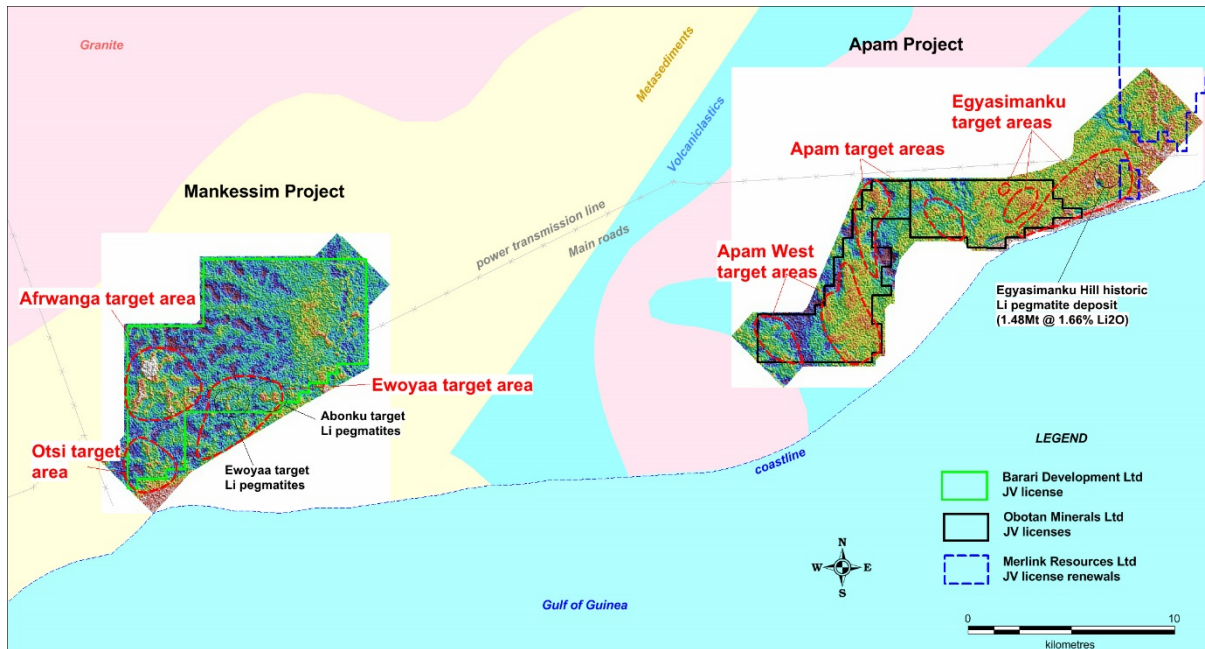 Granite
Metasediments
Volcaniclastics
Apam Project
Egyasimanku
target areas
Apam target areas
Mankessim Project
power transmission line
Main roads
Apam West
target areas
Afrwanga target area
Egyasimanku Hill historic
Li pegmatite deposit
(1.48Mt @ 1.66% Li2O)
Ewoyaa target area
Abonku target
Li pegmatites
Otsi target
area
Ewoyaa target
Li pegmatites
coastline
LEGEND
Barari Development Ltd
JV license
Obotan Minerals Ltd
JV licenses
Merlink Resources Ltd
JV license renewals
N
W
E
S
Gulf of Guinea
0
10
kilometres